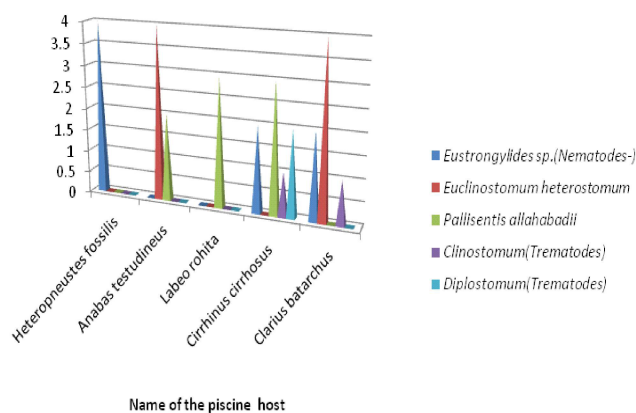 4
3.5
3
2.5
2
1.5
1
0.5
0
Heteropneustes fossilis
Anabas testudineus
Labeo rohita
Cirrhinus cirrhosus
Clarius batarchus
Name of the piscine host
Eustrongylides sp.(Nematodes-)
Euclinostomum heterostomum
Pallisentis allahabadii
Clinostomum(Trematodes)
Diplostomum(Trematodes)